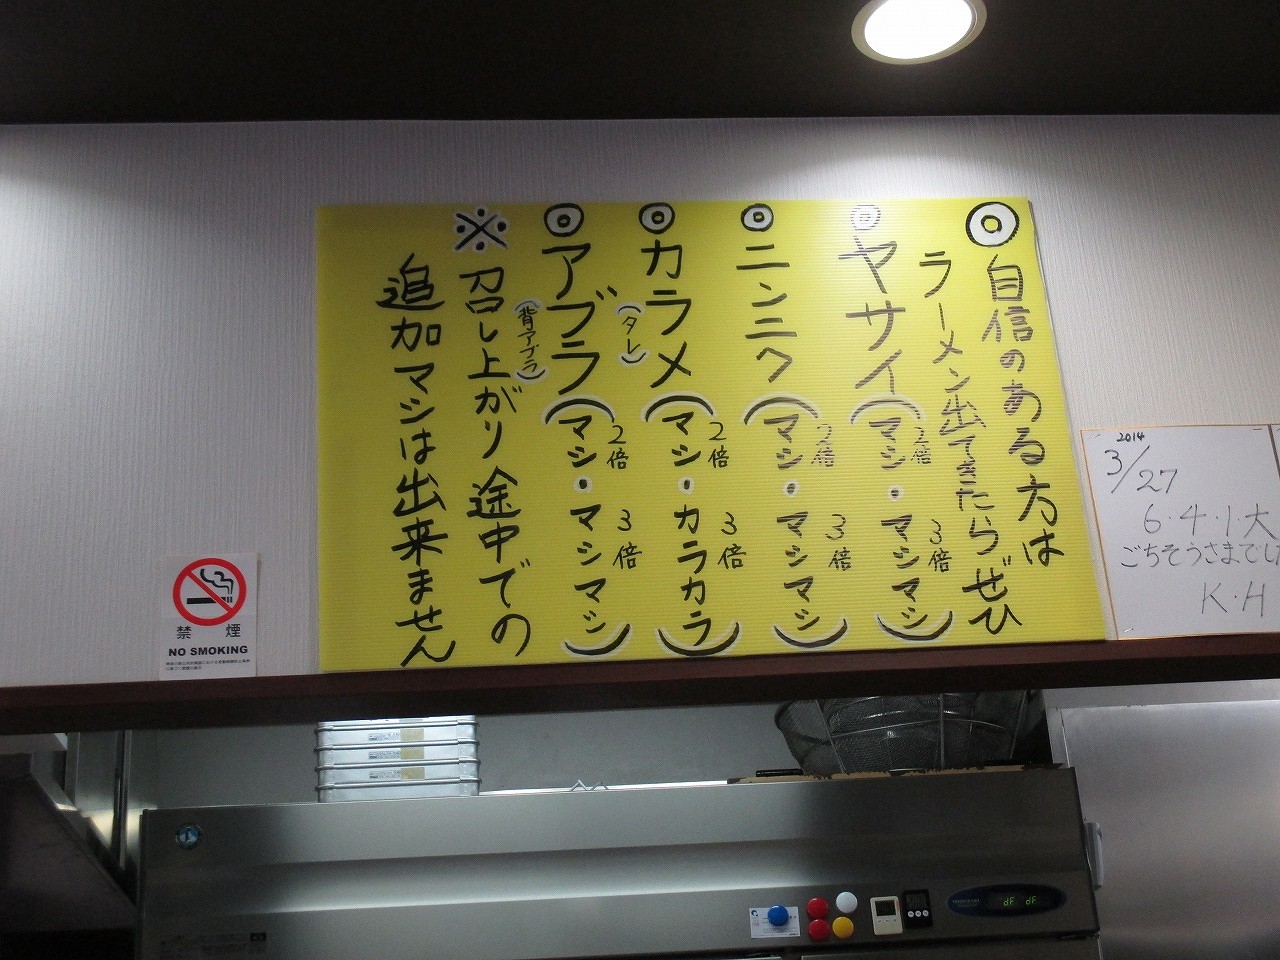 ◎自信のある方は
ラーメン出てきたらぜひ
◎ヤサイ(マシ2倍・マシマシ3倍)
◎ニンニク(マシ2倍・マシマシ3倍)
◎カラメ(タレ)(マシ2倍・カラカラ3倍)
◎アブラ(背アブラ)(マシ2倍・マシマシ3倍)
※召し上がり途中での
追加マシは出来ません
2014
3/27
6・4・1・大
ごちそうさまでし
K・H
禁煙
NO SMOKING